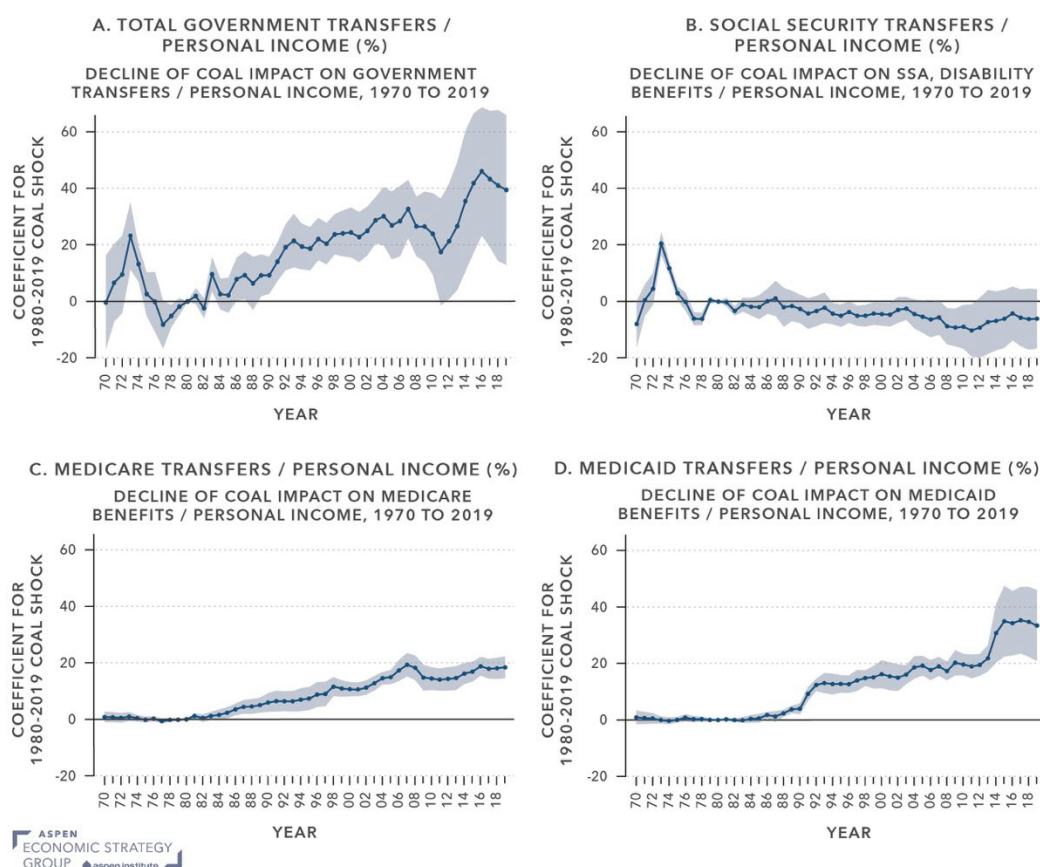 A. TOTAL GOVERNMENT TRANSFERS /
PERSONAL INCOME (%)
DECLINE OF COAL IMPACT ON GOVERNMENT
TRANSFERS / PERSONAL INCOME, 1970 TO 2019
COEFFICIENT FOR
1980-2019 COAL SHOCK
60
40
20
0
-20
70 72 74 76 78 80 82 84 86 88 90 92 94 96 98 00 02 04 06 08 10 12 14 16 18
YEAR
B. SOCIAL SECURITY TRANSFERS /
PERSONAL INCOME (%)
DECLINE OF COAL IMPACT ON SSA, DISABILITY
BENEFITS / PERSONAL INCOME, 1970 TO 2019
COEFFICIENT FOR
1980-2019 COAL SHOCK
60
40
20
0
-20
70 72 74 76 78 80 82 84 86 88 90 92 94 96 98 00 02 04 06 08 10 12 14 16 18
YEAR
C. MEDICARE TRANSFERS / PERSONAL INCOME (%)
DECLINE OF COAL IMPACT ON MEDICARE
BENEFITS / PERSONAL INCOME, 1970 TO 2019
COEFFICIENT FOR
1980-2019 COAL SHOCK
60
40
20
0
-20
70 72 74 76 78 80 82 84 86 88 90 92 94 96 98 00 02 04 06 08 10 12 14 16 18
YEAR
D. MEDICAID TRANSFERS / PERSONAL INCOME (%)
DECLINE OF COAL IMPACT ON MEDICAID
BENEFITS / PERSONAL INCOME, 1970 TO 2019
COEFFICIENT FOR
1980-2019 COAL SHOCK
60
40
20
0
-20
70 72 74 76 78 80 82 84 86 88 90 92 94 96 98 00 02 04 06 08 10 12 14 16 18
YEAR
ASPEN
ECONOMIC STRATEGY
GROUP aspen institute